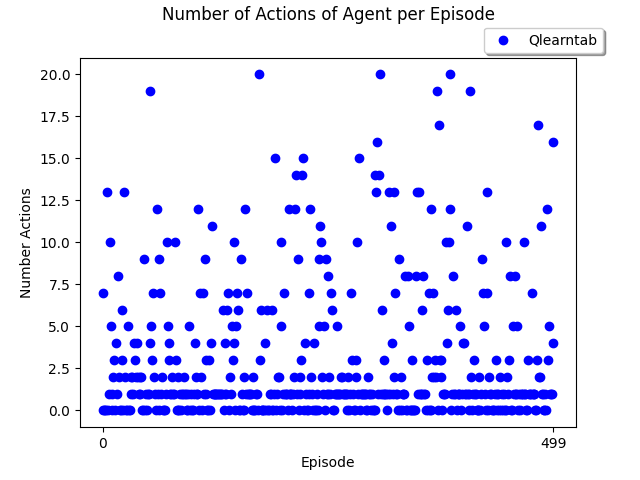 Number of Actions of Agent per Episode
Qlearntab
20.0
17.5
15.0
12.5
10.0
7.5
5.0
2.5
0.0
Number Actions
0
499
Episode